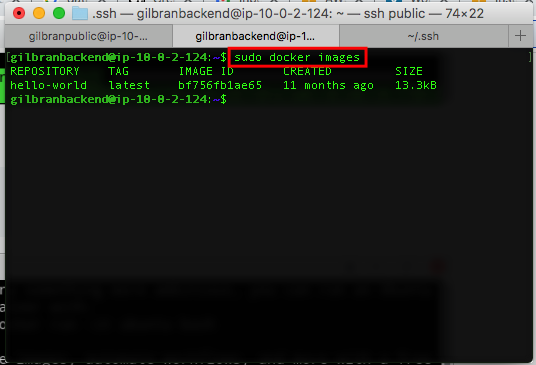 .ssh — gilbranbackend@ip-10-0-2-124: ~ — ssh public — 74×22
gilbranpublic@ip-10-0-... gilbranbackend@ip-1... ~/.ssh
[gilbranbackend@ip-10-0-2-124:~$ sudo docker images]
REPOSITORY TAG IMAGE ID CREATED SIZE
hello-world latest bf756fb1ae65 11 months ago 13.3kB
gilbranbackend@ip-10-0-2-124:~$